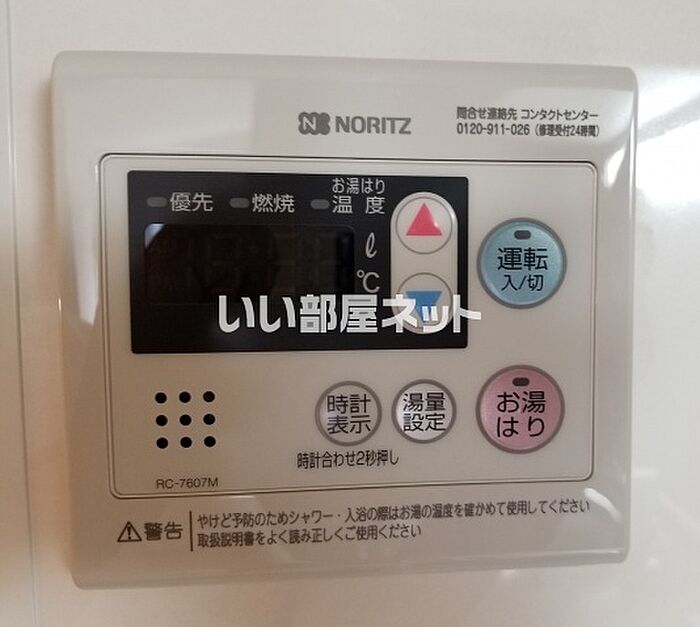 NORITZ
問合せ連絡先 コンタクトセンター
0120-911-026 (修理受付24時間)
優先
燃焼
お湯はり
温度
ℓ
℃
運転
入/切
いい部屋ネット
時計
表示
湯量
設定
お湯
はり
時計合わせ2秒押し
RC-7607M
警告
やけど予防のためシャワー・入浴の際はお湯の温度を確かめて使用してください
取扱説明書をよく読み正しくご使用ください